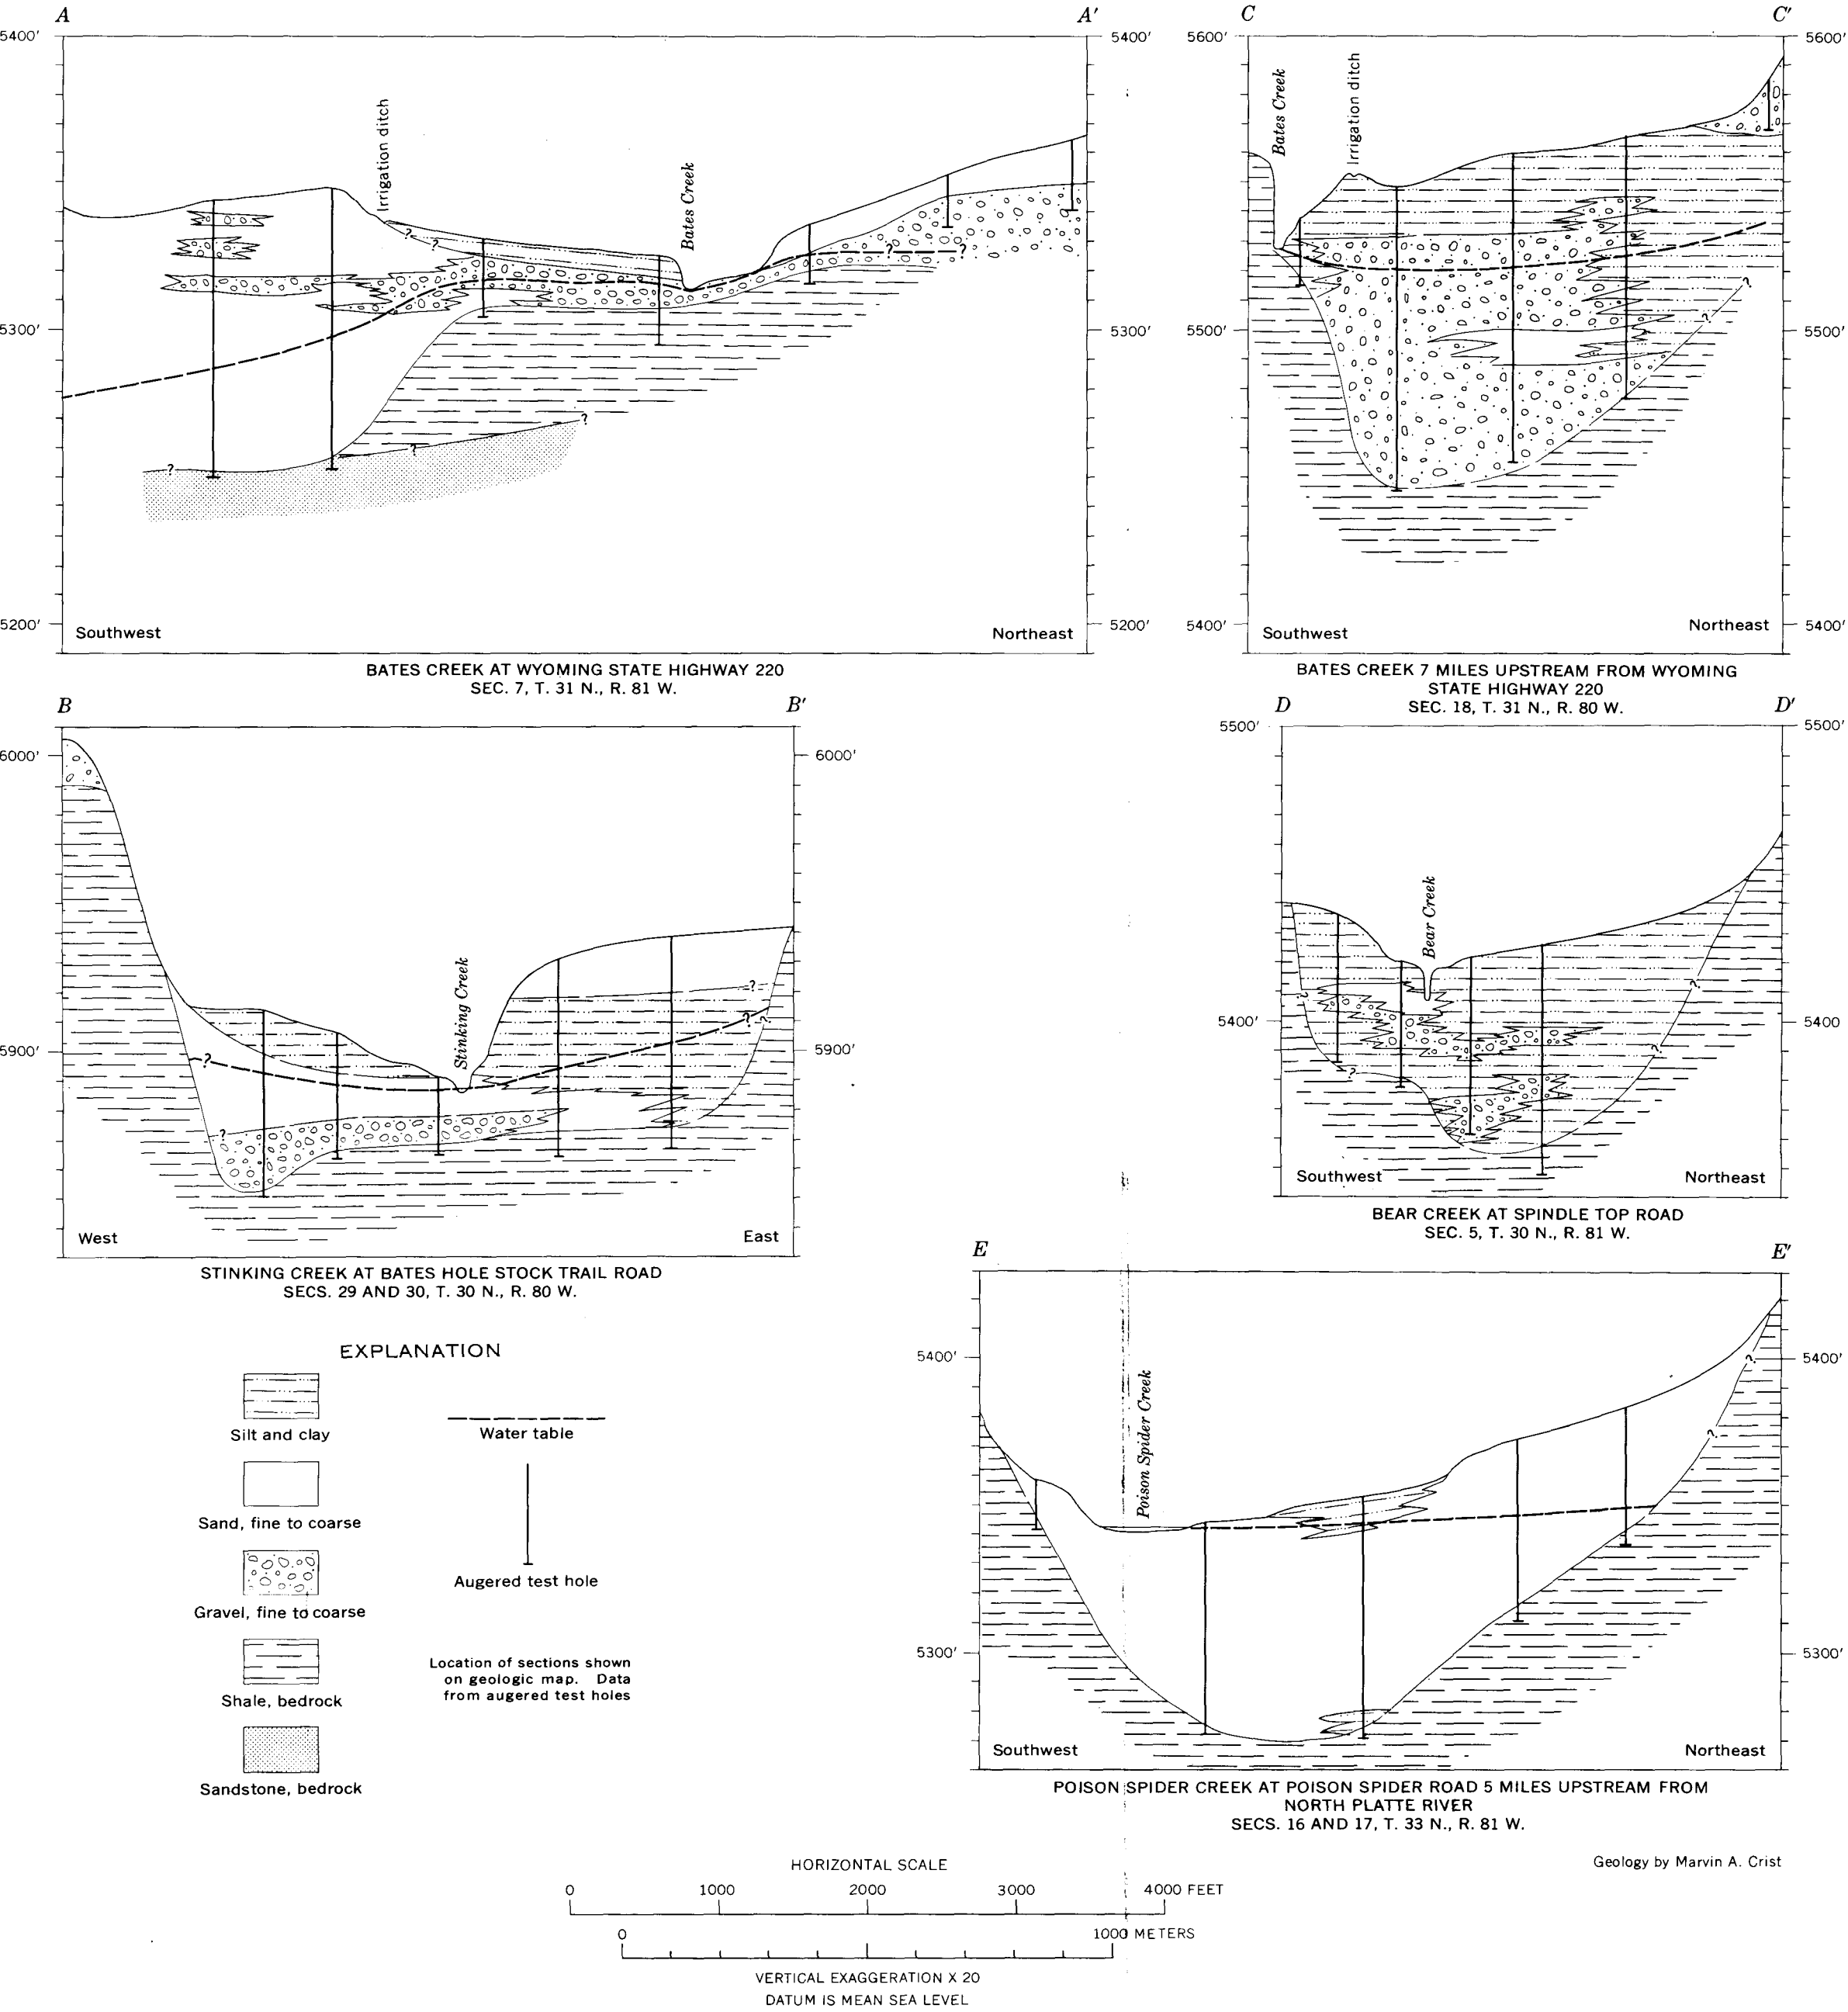 A
A'
5400'
5400'
Irrigation ditch
Bates Creek
?
?
?
?
5300'
5300'
?
?
?
5200'
5200'
Southwest
Northeast
BATES CREEK AT WYOMING STATE HIGHWAY 220
SEC. 7, T. 31 N., R. 81 W.
C
C'
5600'
5600'
Bates Creek
Irrigation ditch
5500'
5500'
?
?
5400'
5400'
Southwest
Northeast
BATES CREEK 7 MILES UPSTREAM FROM WYOMING
STATE HIGHWAY 220
SEC. 18, T. 31 N., R. 80 W.
B
B'
6000'
6000'
Stinking Creek
?
?
?
5900'
5900'
?
?
West
East
STINKING CREEK AT BATES HOLE STOCK TRAIL ROAD
SECS. 29 AND 30, T. 30 N., R. 80 W.
D
D'
5500'
5500'
Bear Creek
?
?
5400'
5400
?
?
Southwest
Northeast
BEAR CREEK AT SPINDLE TOP ROAD
SEC. 5, T. 30 N., R. 81 W.
E
E'
5400'
5400'
Poison Spider Creek
?
?
5300'
5300'
Southwest
Northeast
POISON SPIDER CREEK AT POISON SPIDER ROAD 5 MILES UPSTREAM FROM
NORTH PLATTE RIVER
SECS. 16 AND 17, T. 33 N., R. 81 W.
EXPLANATION
Silt and clay
Sand, fine to coarse
Gravel, fine to coarse
Shale, bedrock
Sandstone, bedrock
Water table
Augered test hole
Location of sections shown
on geologic map. Data
from augered test holes
Geology by Marvin A. Crist
HORIZONTAL SCALE
0 1000 2000 3000 4000 FEET
0 1000 METERS
VERTICAL EXAGGERATION X 20
DATUM IS MEAN SEA LEVEL